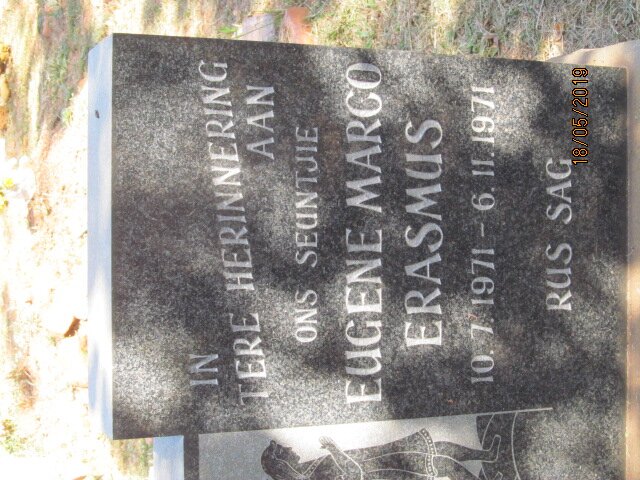 IN
TERE HERINNERING
AAN
ONS SEUNTJIE
EUGENE MARCO
ERASMUS
10.7.1971 – 6.11.1971
RUS SAG
18/05/2019